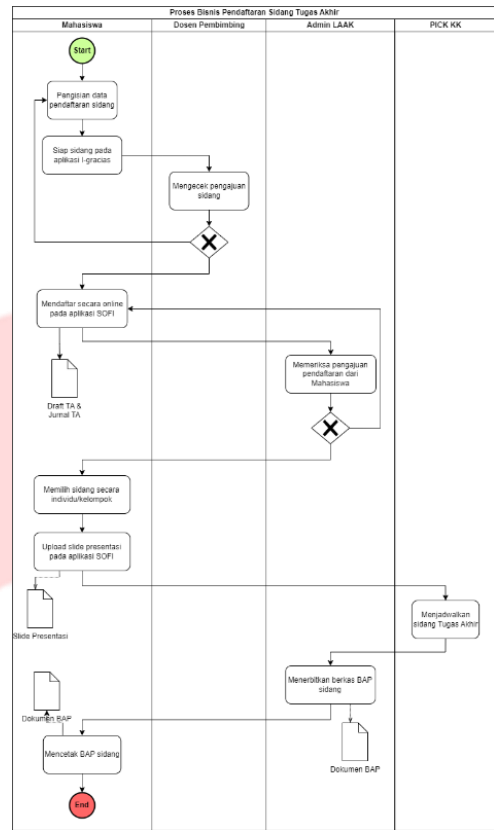 Proses Bisnis Pendaftaran Sidang Tugas Akhir
Mahasiswa
Dosen Pembimbing
Admin LAAK
PICK KK
Start
Pengisian data
pendaftaran sidang
Siap sidang pada
aplikasi I-gracias
Mengecek pengajuan
sidang
Mendaftar secara online
pada aplikasi SOFI
Draft TA &
Jurnal TA
Memeriksa pangajuan
pendaftaran dari
Mahasiswa
Memilih sidang secara
individu/kelompok
Upload slide presentasi
pada aplikasi SOFI
Slide Presentasi
Menjadwalkan
sidang Tugas Akhir
Menerbitkan berkas BAP
sidang
Dokumen BAP
Dokumen BAP
Mencetak BAP sidang
End